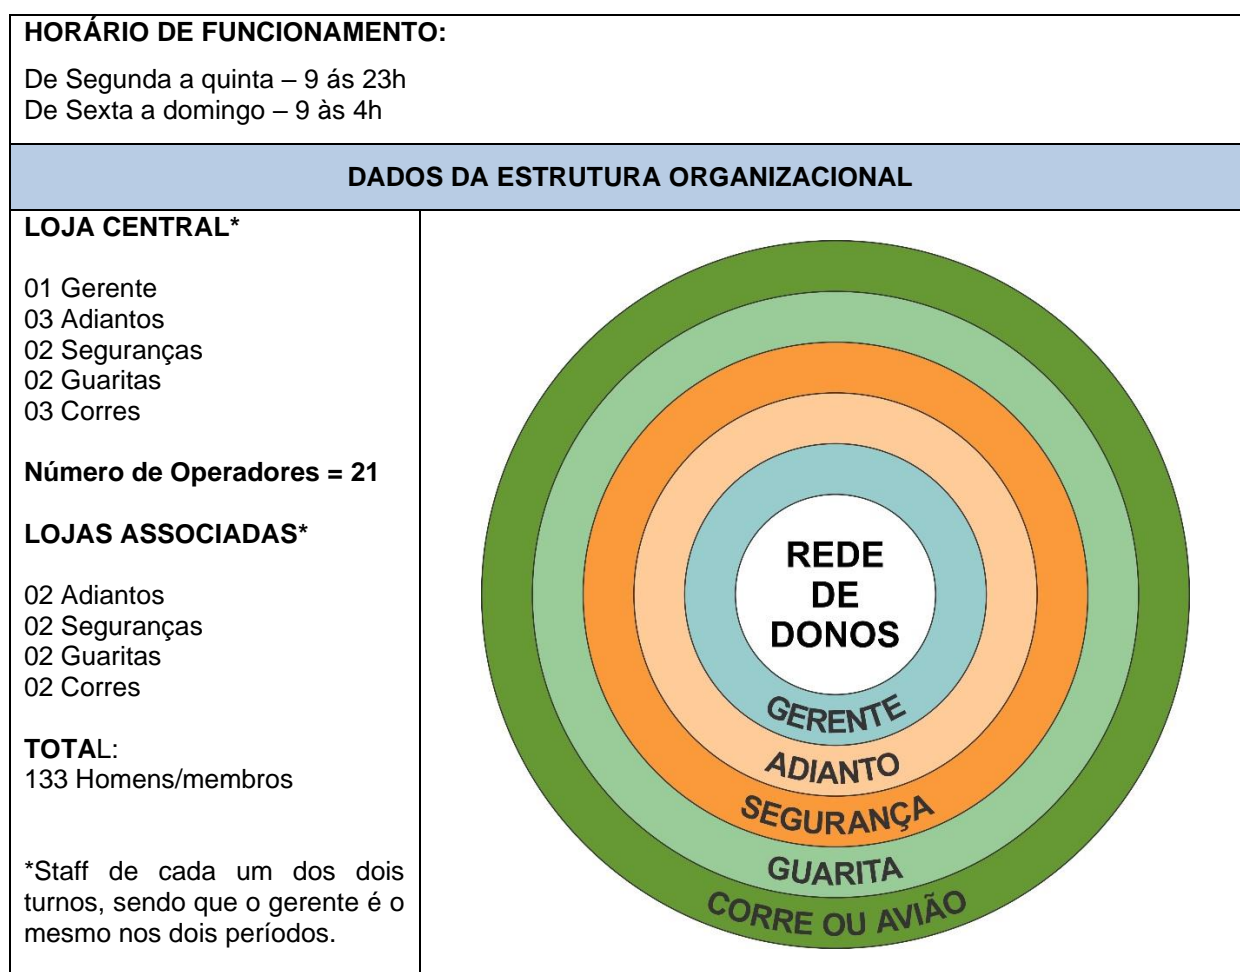 HORÁRIO DE FUNCIONAMENTO:
De Segunda a quinta – 9 ás 23h
De Sexta a domingo – 9 às 4h
DADOS DA ESTRUTURA ORGANIZACIONAL
LOJA CENTRAL*
01 Gerente
03 Adiantos
02 Seguranças
02 Guaritas
03 Corres
Número de Operadores = 21
LOJAS ASSOCIADAS*
02 Adiantos
02 Seguranças
02 Guaritas
02 Corres
TOTAL:
133 Homens/membros
*Staff de cada um dos dois
turnos, sendo que o gerente é o
mesmo nos dois períodos.
REDE
DE
DONOS
GERENTE
ADIANTO
SEGURANÇA
GUARITA
CORRE OU AVIÃO